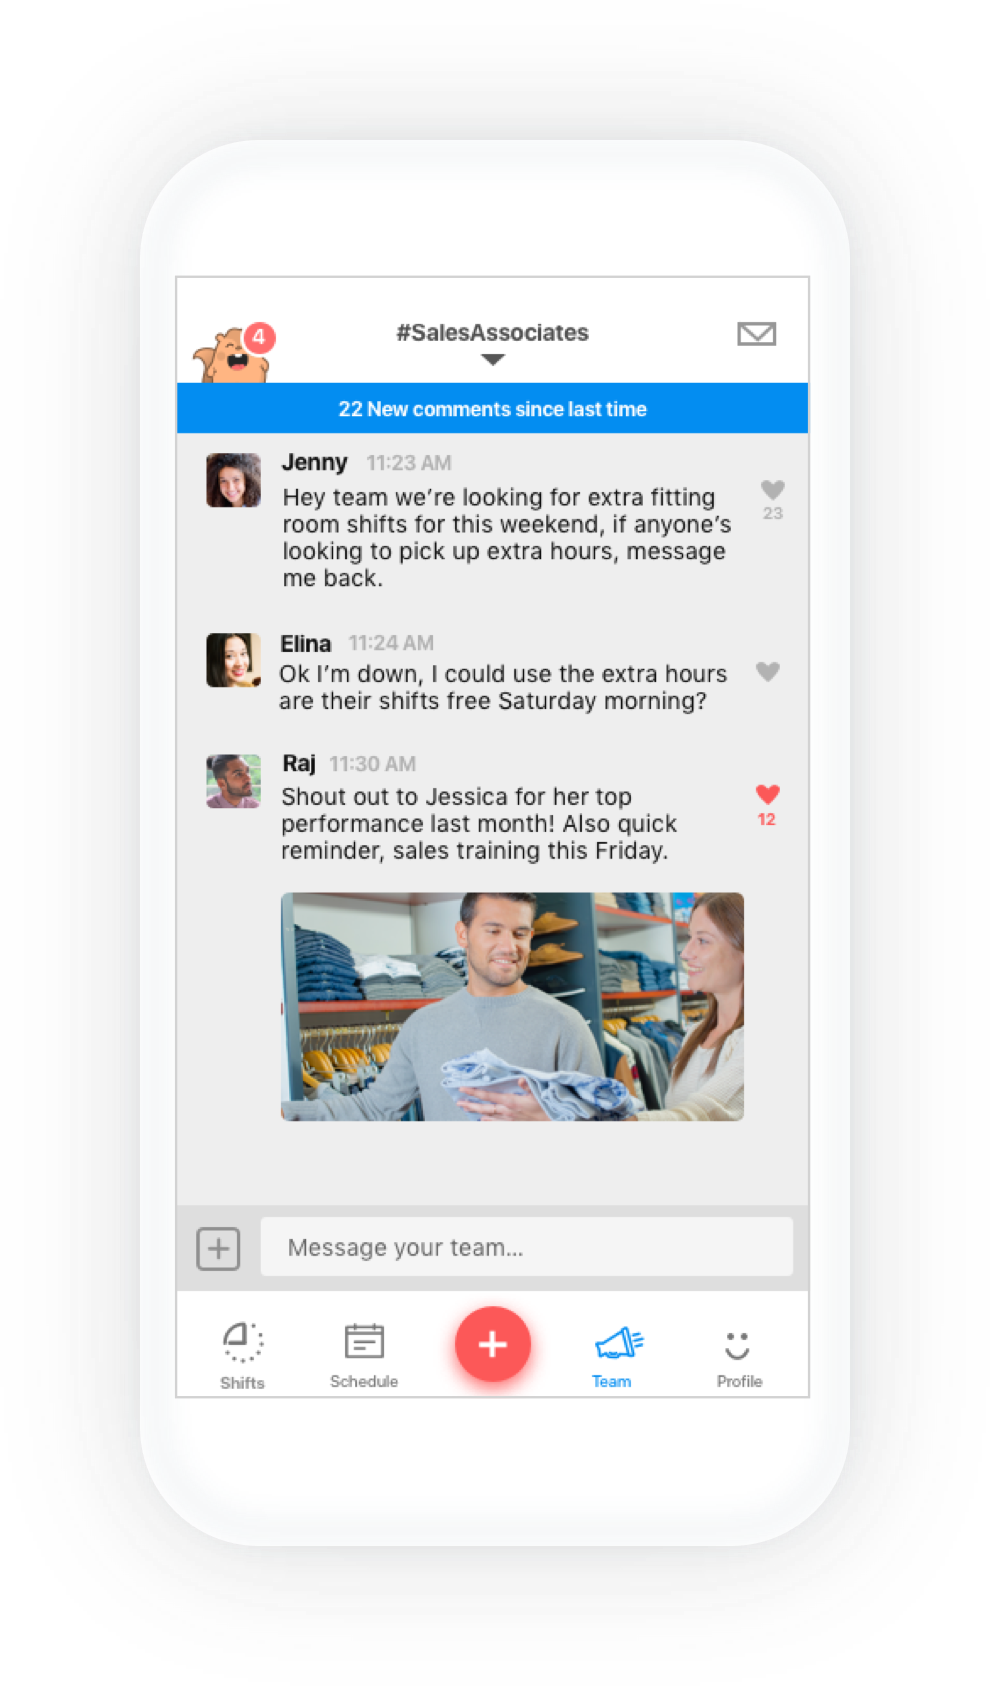 4
#SalesAssociates
22 New comments since last time
Jenny 11:23 AM
Hey team we’re looking for extra fitting
room shifts for this weekend, if anyone’s
looking to pick up extra hours, message
me back.
23
Elina 11:24 AM
Ok I’m down, I could use the extra hours
are their shifts free Saturday morning?
Raj 11:30 AM
Shout out to Jessica for her top
performance last month! Also quick
reminder, sales training this Friday.
12
Message your team...
Shifts
Schedule
Team
Profile